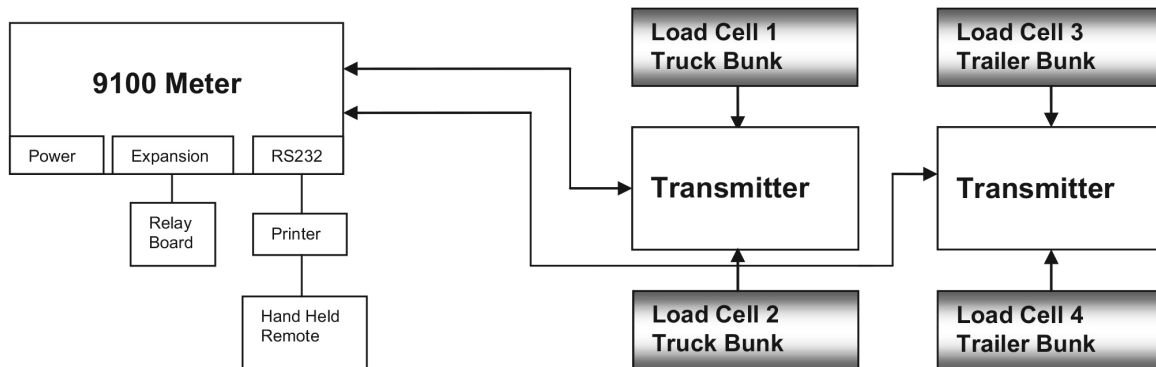 9100 Meter
Power
Expansion
RS232
Relay
Board
Printer
Hand Held
Remote
Load Cell 1
Truck Bunk
Transmitter
Load Cell 2
Truck Bunk
Load Cell 3
Trailer Bunk
Transmitter
Load Cell 4
Trailer Bunk